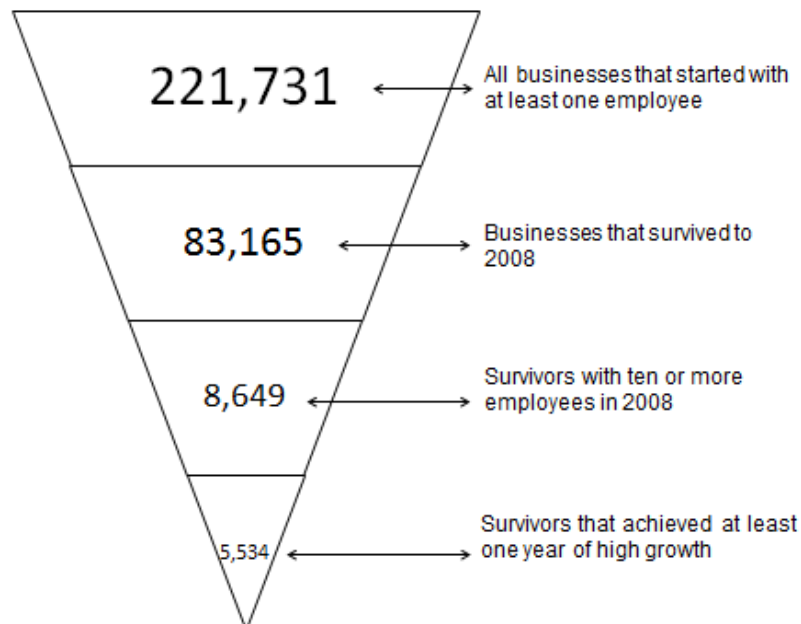 221,731
All businesses that started with
at least one employee
83,165
Businesses that survived to
2008
8,649
Survivors with ten or more
employees in 2008
5,534
Survivors that achieved at least
one year of high growth